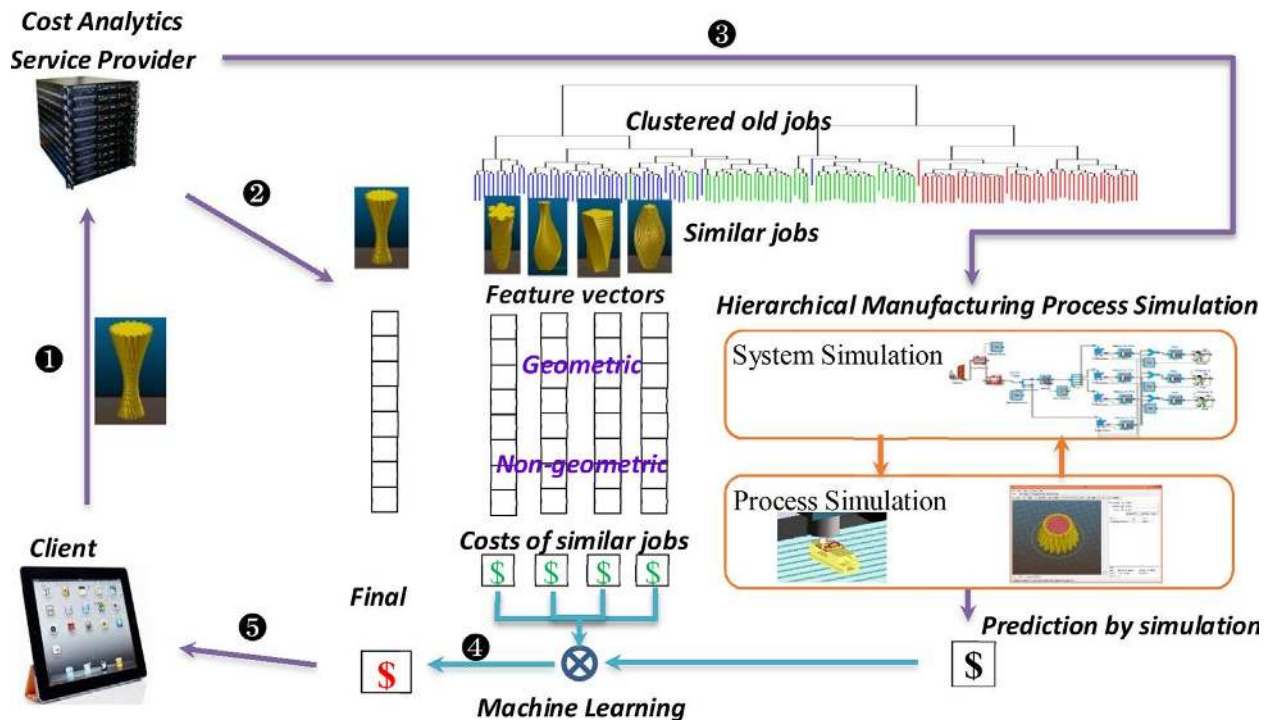 Cost Analytics
Service Provider
❸
Clustered old jobs
❷
Similar jobs
Feature vectors
Hierarchical Manufacturing Process Simulation
❶
System Simulation
Geometric
Non-geometric
Process Simulation
Client
Costs of similar jobs
$ $ $ $
Final
Prediction by simulation
❺
❹
$
$
Machine Learning